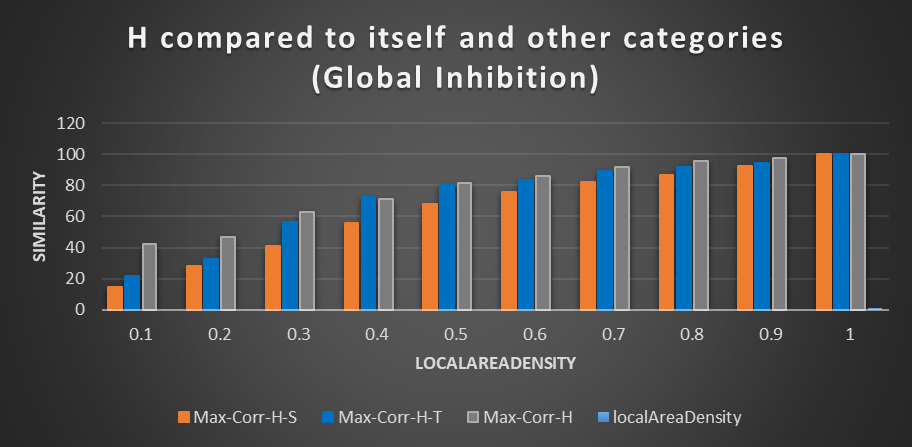 H compared to itself and other categories
(Global Inhibition)
SIMILARITY
120
100
80
60
40
20
0
0.1 0.2 0.3 0.4 0.5 0.6 0.7 0.8 0.9 1
LOCALAREADENSITY
Max-Corr-H-S Max-Corr-H-T Max-Corr-H localAreaDensity